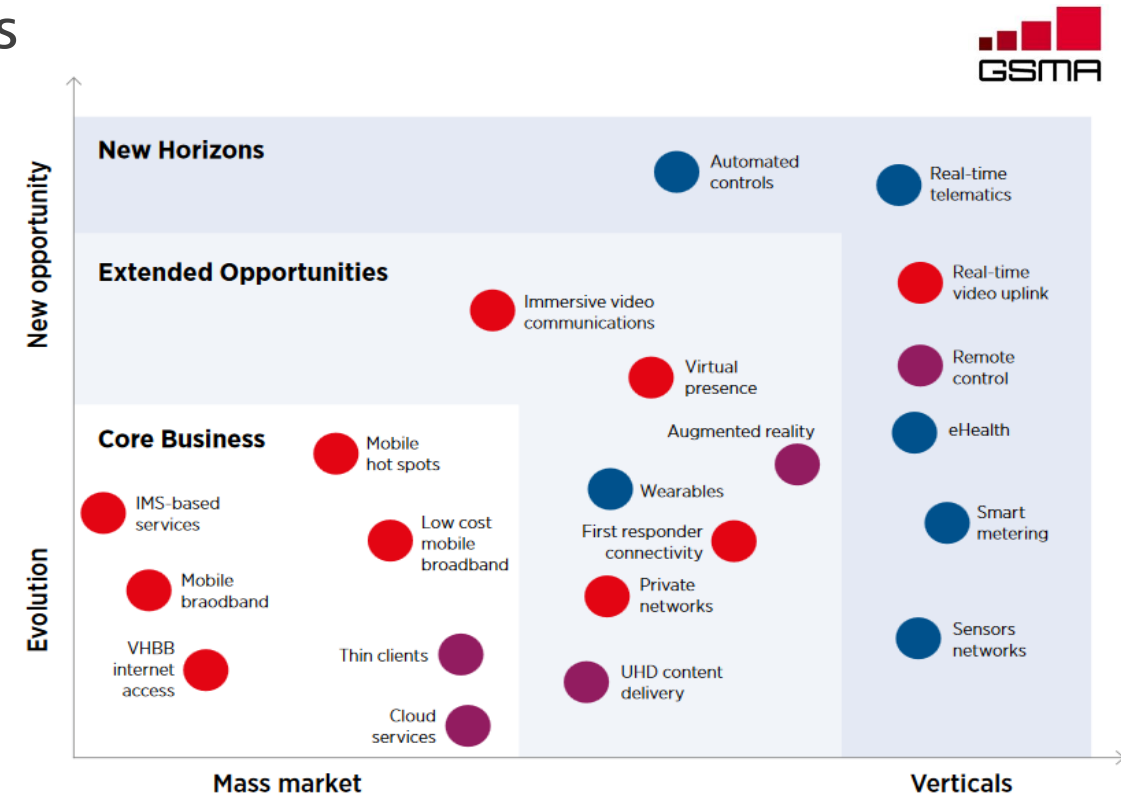 s
GSMA
New Horizons
Automated
controls
Real-time
telematics
New opportunity
Extended Opportunities
Immersive video
communications
Real-time
video uplink
Virtual
presence
Remote
control
Core Business
Mobile
hot spots
Augmented reality
eHealth
IMS-based
services
Wearables
Low cost
mobile
broadband
First responder
connectivity
Smart
metering
Evolution
Mobile
braodband
Private
networks
VHBB
internet
access
Thin clients
UHD content
delivery
Sensors
networks
Cloud
services
Mass market
Verticals